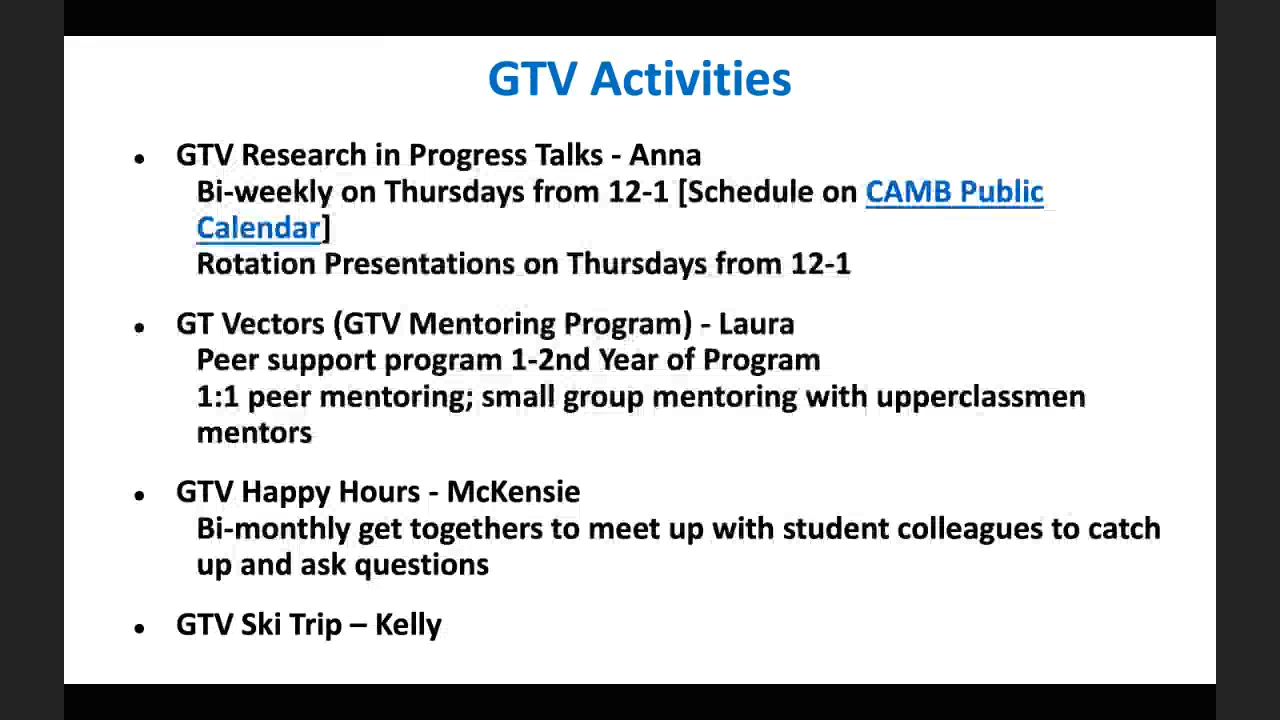 GTV Activities
● GTV Research in Progress Talks - Anna
Bi-weekly on Thursdays from 12-1 [Schedule on CAMB Public
Calendar]
Rotation Presentations on Thursdays from 12-1
● GT Vectors (GTV Mentoring Program) - Laura
Peer support program 1-2nd Year of Program
1:1 peer mentoring; small group mentoring with upperclassmen
mentors
● GTV Happy Hours - McKensie
Bi-monthly get togethers to meet up with student colleagues to catch
up and ask questions
● GTV Ski Trip – Kelly